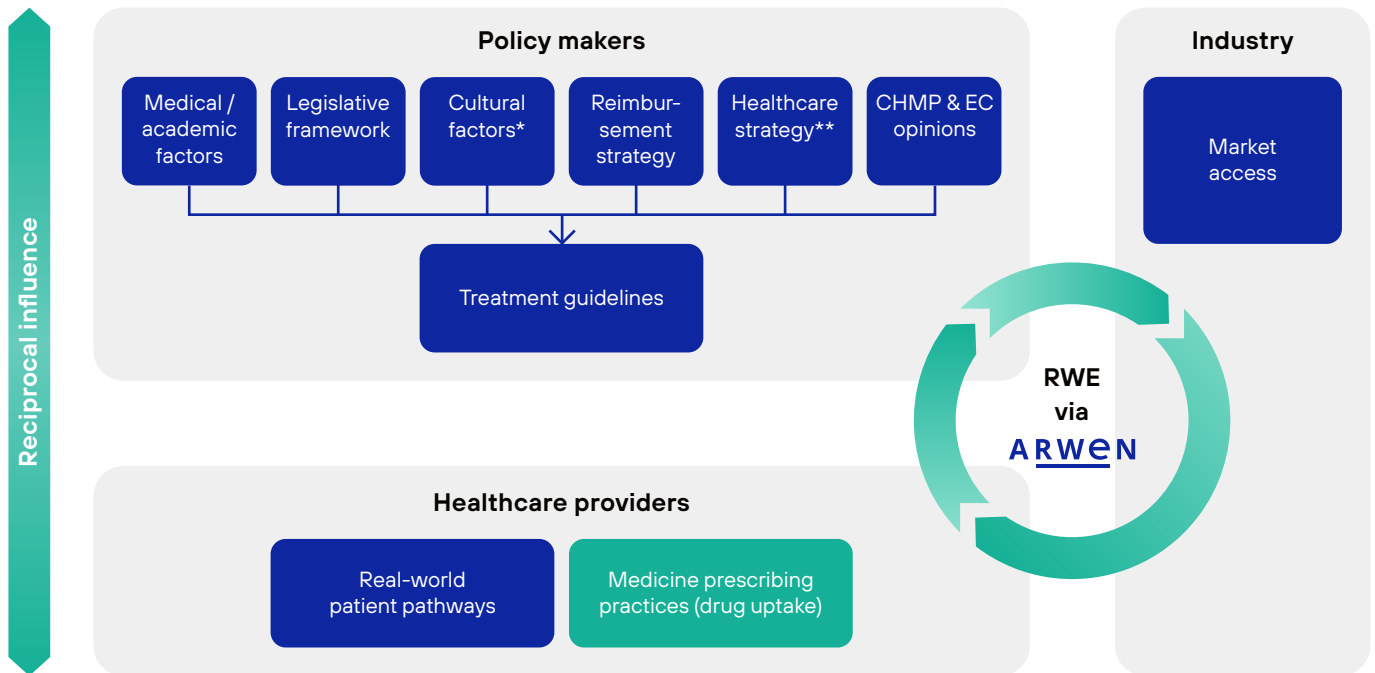 Reciprocal influence
Policy makers
Medical /
academic
factors
Legislative
framework
Cultural
factors*
Reimbur-
sement
strategy
Healthcare
strategy**
CHMP & EC
opinions
Treatment guidelines
Industry
Market
access
RWE
via
ARWeN
Healthcare providers
Real-world
patient pathways
Medicine prescribing
practices (drug uptake)